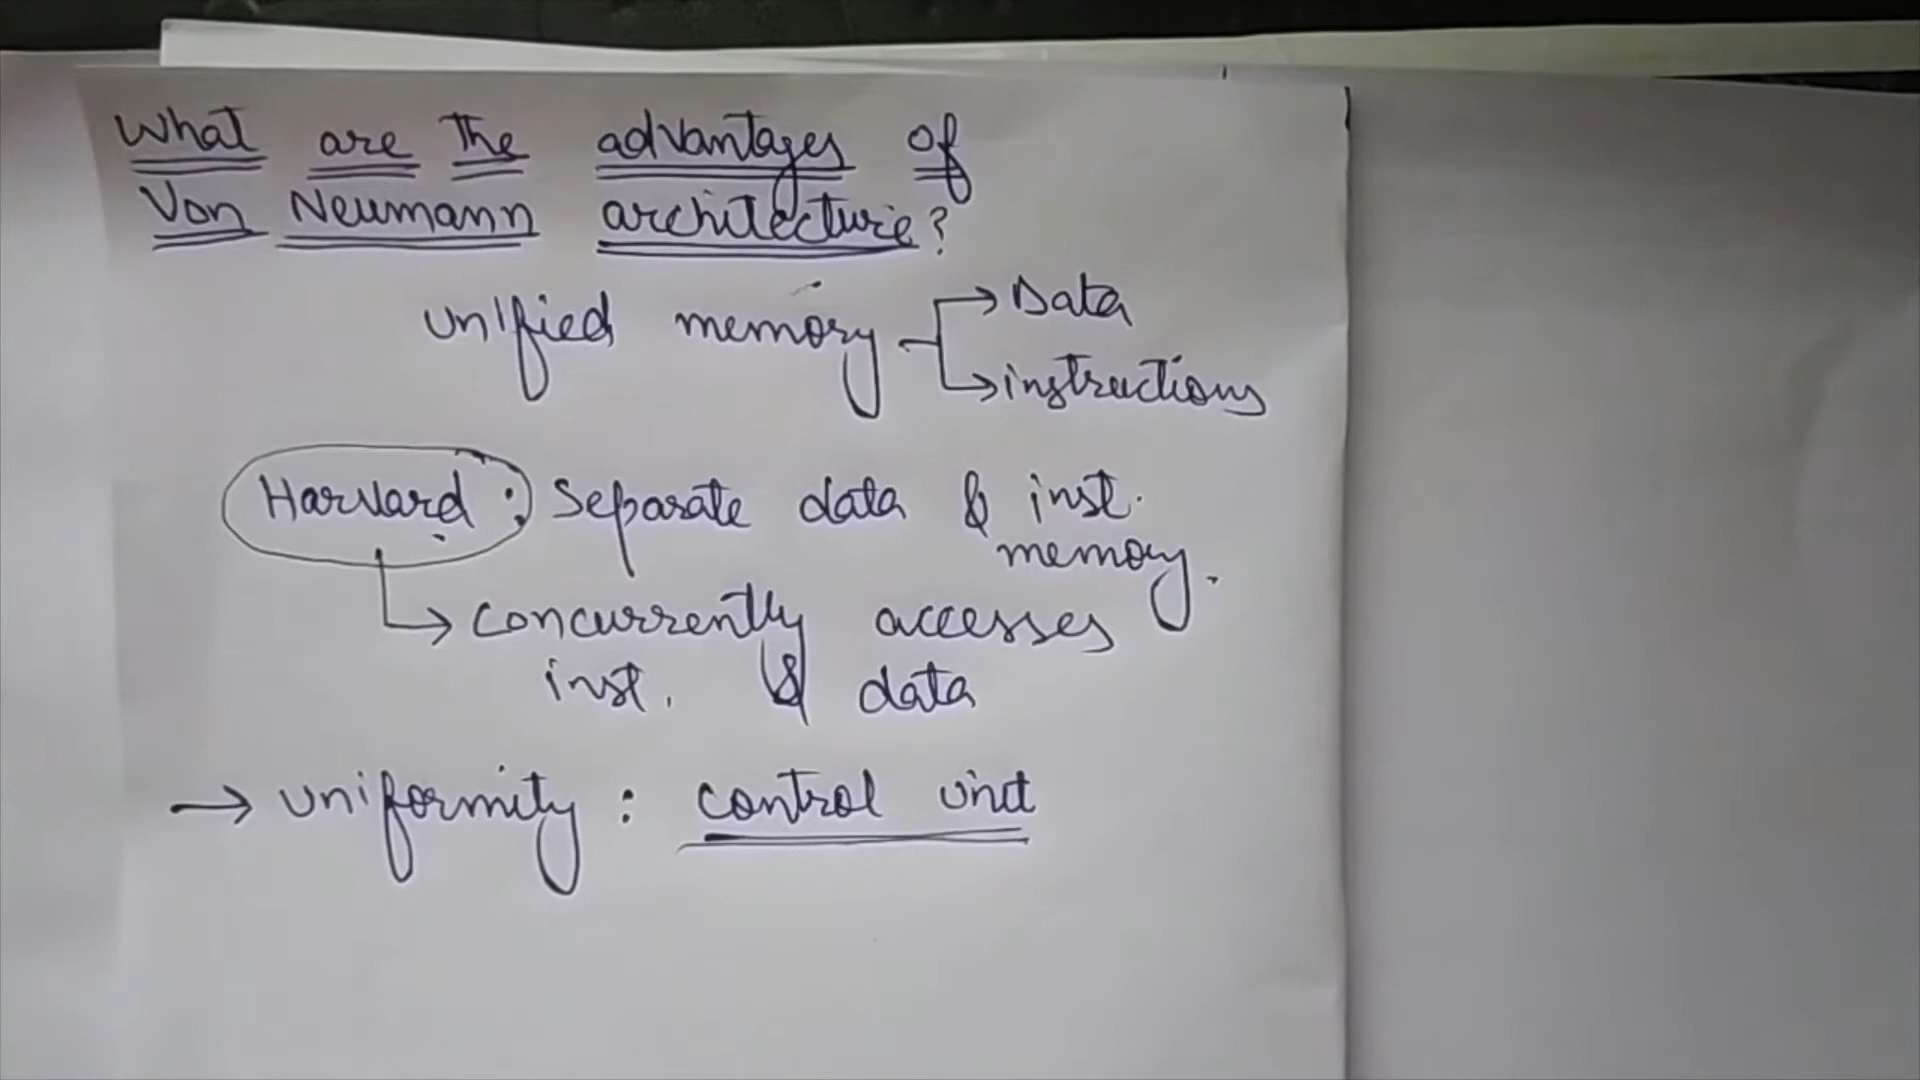 What are the advantages of
Von Neumann architecture?
unified memory → Data
→ instructions
Harvard : Separate data & inst.
memory.
→ concurrently accesses
inst. & data
→ uniformity : control unit